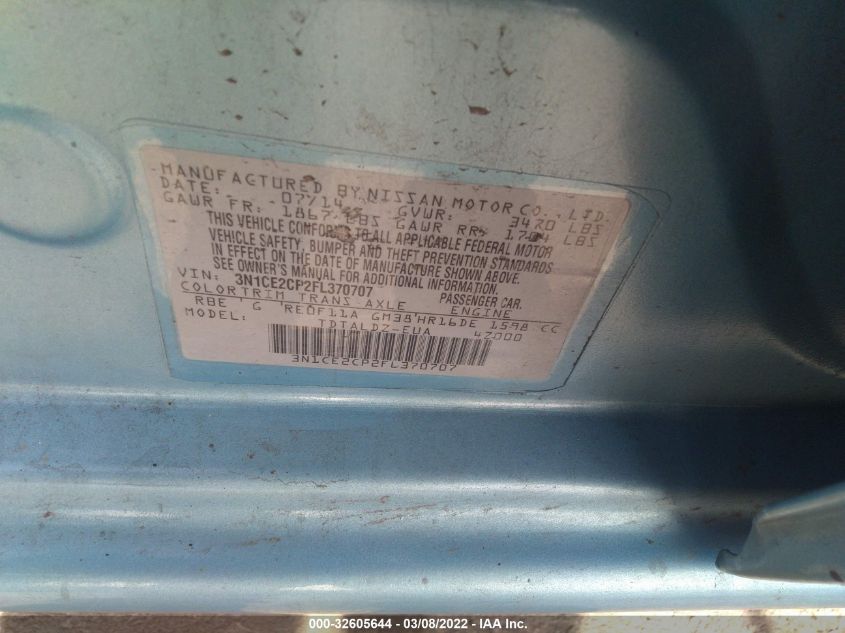 MANUFACTURED BY NISSAN MOTOR CO., LTD.
DATE: 07/14 GVWR: 3470 LBS
GAWR FR: 1867 LBS GAWR RR: 1704 LBS
THIS VEHICLE CONFORMS TO ALL APPLICABLE FEDERAL MOTOR
VEHICLE SAFETY, BUMPER AND THEFT PREVENTION STANDARDS
IN EFFECT ON THE DATE OF MANUFACTURE SHOWN ABOVE.
SEE OWNER'S MANUAL FOR ADDITIONAL INFORMATION.
VIN: 3N1CE2CP2FL370707 PASSENGER CAR.
COLOR TRIM TRANS AXLE ENGINE
RBE G RE0F11A GM38 HR16DE 1598 CC
MODEL: TDTALDZ-EUA 47000
3N1CE2CP2FL370707
000-32605644 - 03/08/2022 - IAA Inc.